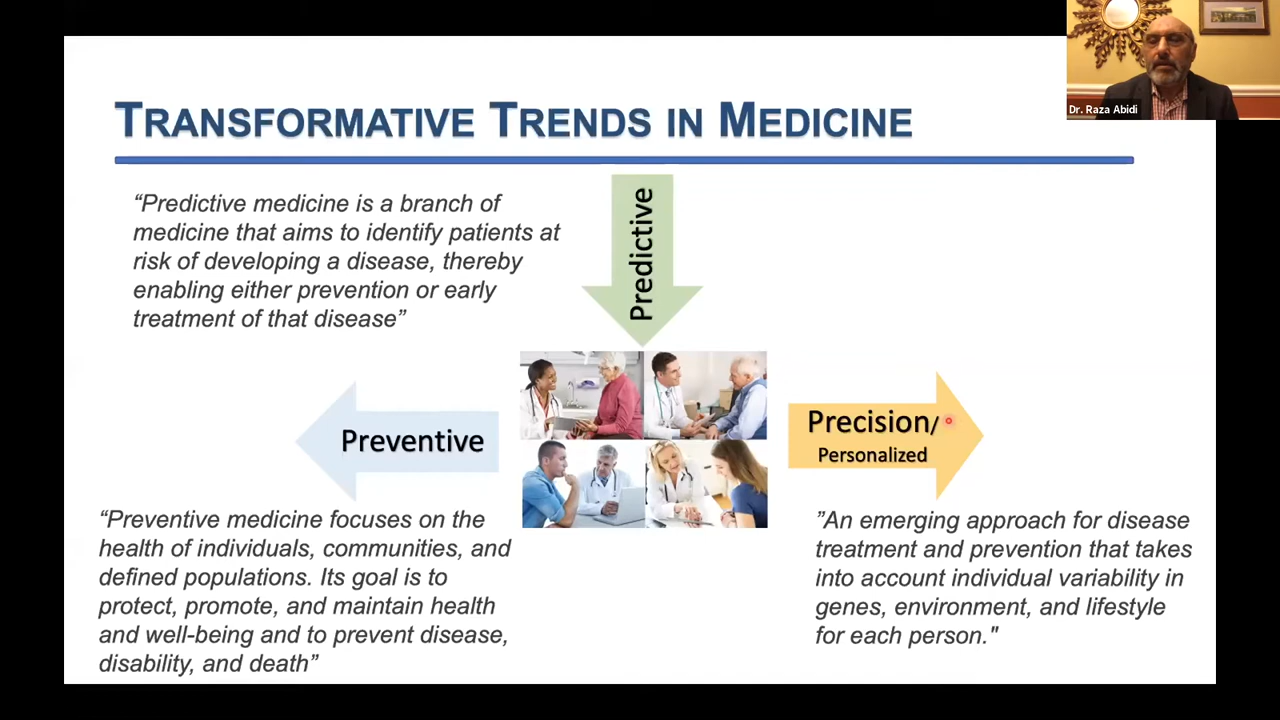 TRANSFORMATIVE TRENDS IN MEDICINE
Dr. Raza Abidi
“Predictive medicine is a branch of
medicine that aims to identify patients at
risk of developing a disease, thereby
enabling either prevention or early
treatment of that disease”
Predictive
Preventive
Precision/
Personalized
“Preventive medicine focuses on the
health of individuals, communities, and
defined populations. Its goal is to
protect, promote, and maintain health
and well-being and to prevent disease,
disability, and death”
”An emerging approach for disease
treatment and prevention that takes
into account individual variability in
genes, environment, and lifestyle
for each person."